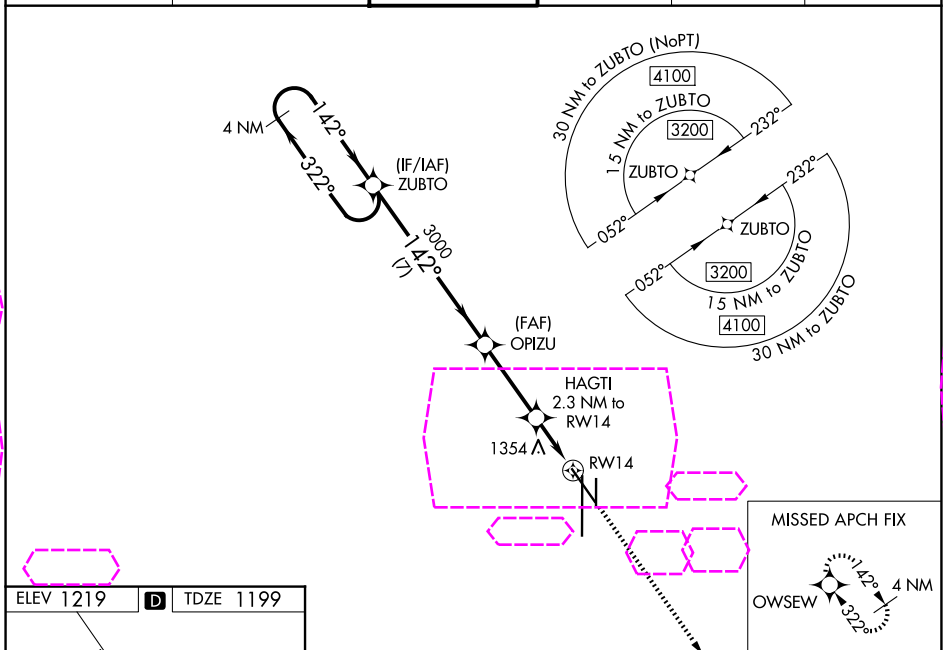 30 NM to ZUBTO (NoPT)
4100
15 NM to ZUBTO
3200
232°
ZUBTO
052°
4 NM
142°
322°
(IF/IAF)
ZUBTO
3000
142°
(7)
232°
ZUBTO
052°
3200
15 NM to ZUBTO
4100
30 NM to ZUBTO
(FAF)
OPIZU
HAGTI
2.3 NM to
RW14
1354
RW14
MISSED APCH FIX
142°
4 NM
OWSEW
322°
ELEV 1219 D TDZE 1199